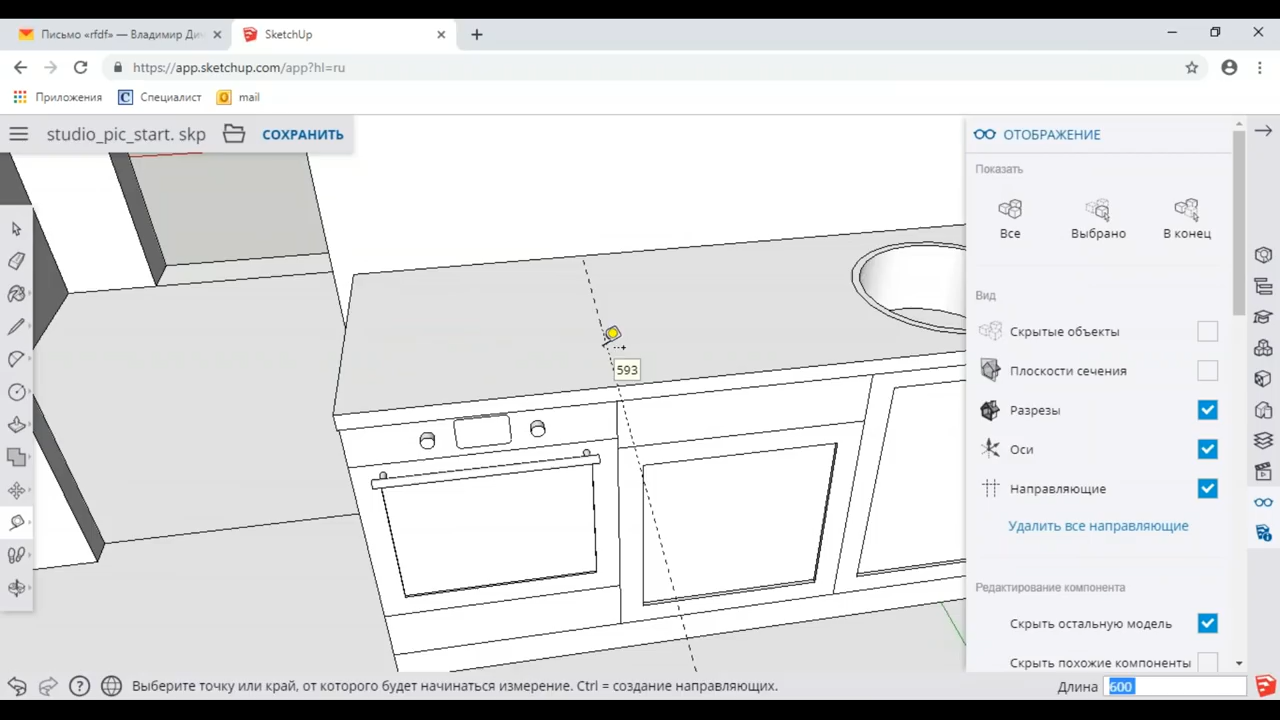 Письмо «rfdf» — Владимир Дич
SketchUp
https://app.sketchup.com/app?hl=ru
Приложения
Специалист
mail
studio_pic_start. skp
СОХРАНИТЬ
ОТОБРАЖЕНИЕ
Показать
Все
Выбрано
В конец
Вид
Скрытые объекты
Плоскости сечения
Разрезы
Оси
Направляющие
Удалить все направляющие
Редактирование компонента
Скрыть остальную модель
Скрыть похожие компоненты
593
Выберите точку или край, от которого будет начинаться измерение. Ctrl = создание направляющих.
Длина 600